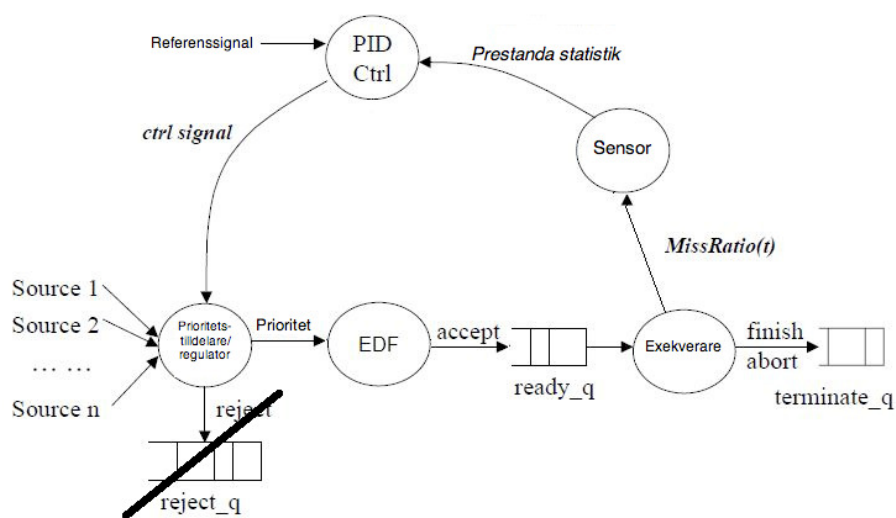 Referenssignal
PID
Ctrl
Prestanda statistik
ctrl signal
Sensor
MissRatio(t)
Source 1
Source 2
... ...
Source n
Prioritets-
tilldelare/
regulator
Prioritet
EDF
accept
ready_q
Exekverare
finish
abort
terminate_q
reject
reject_q